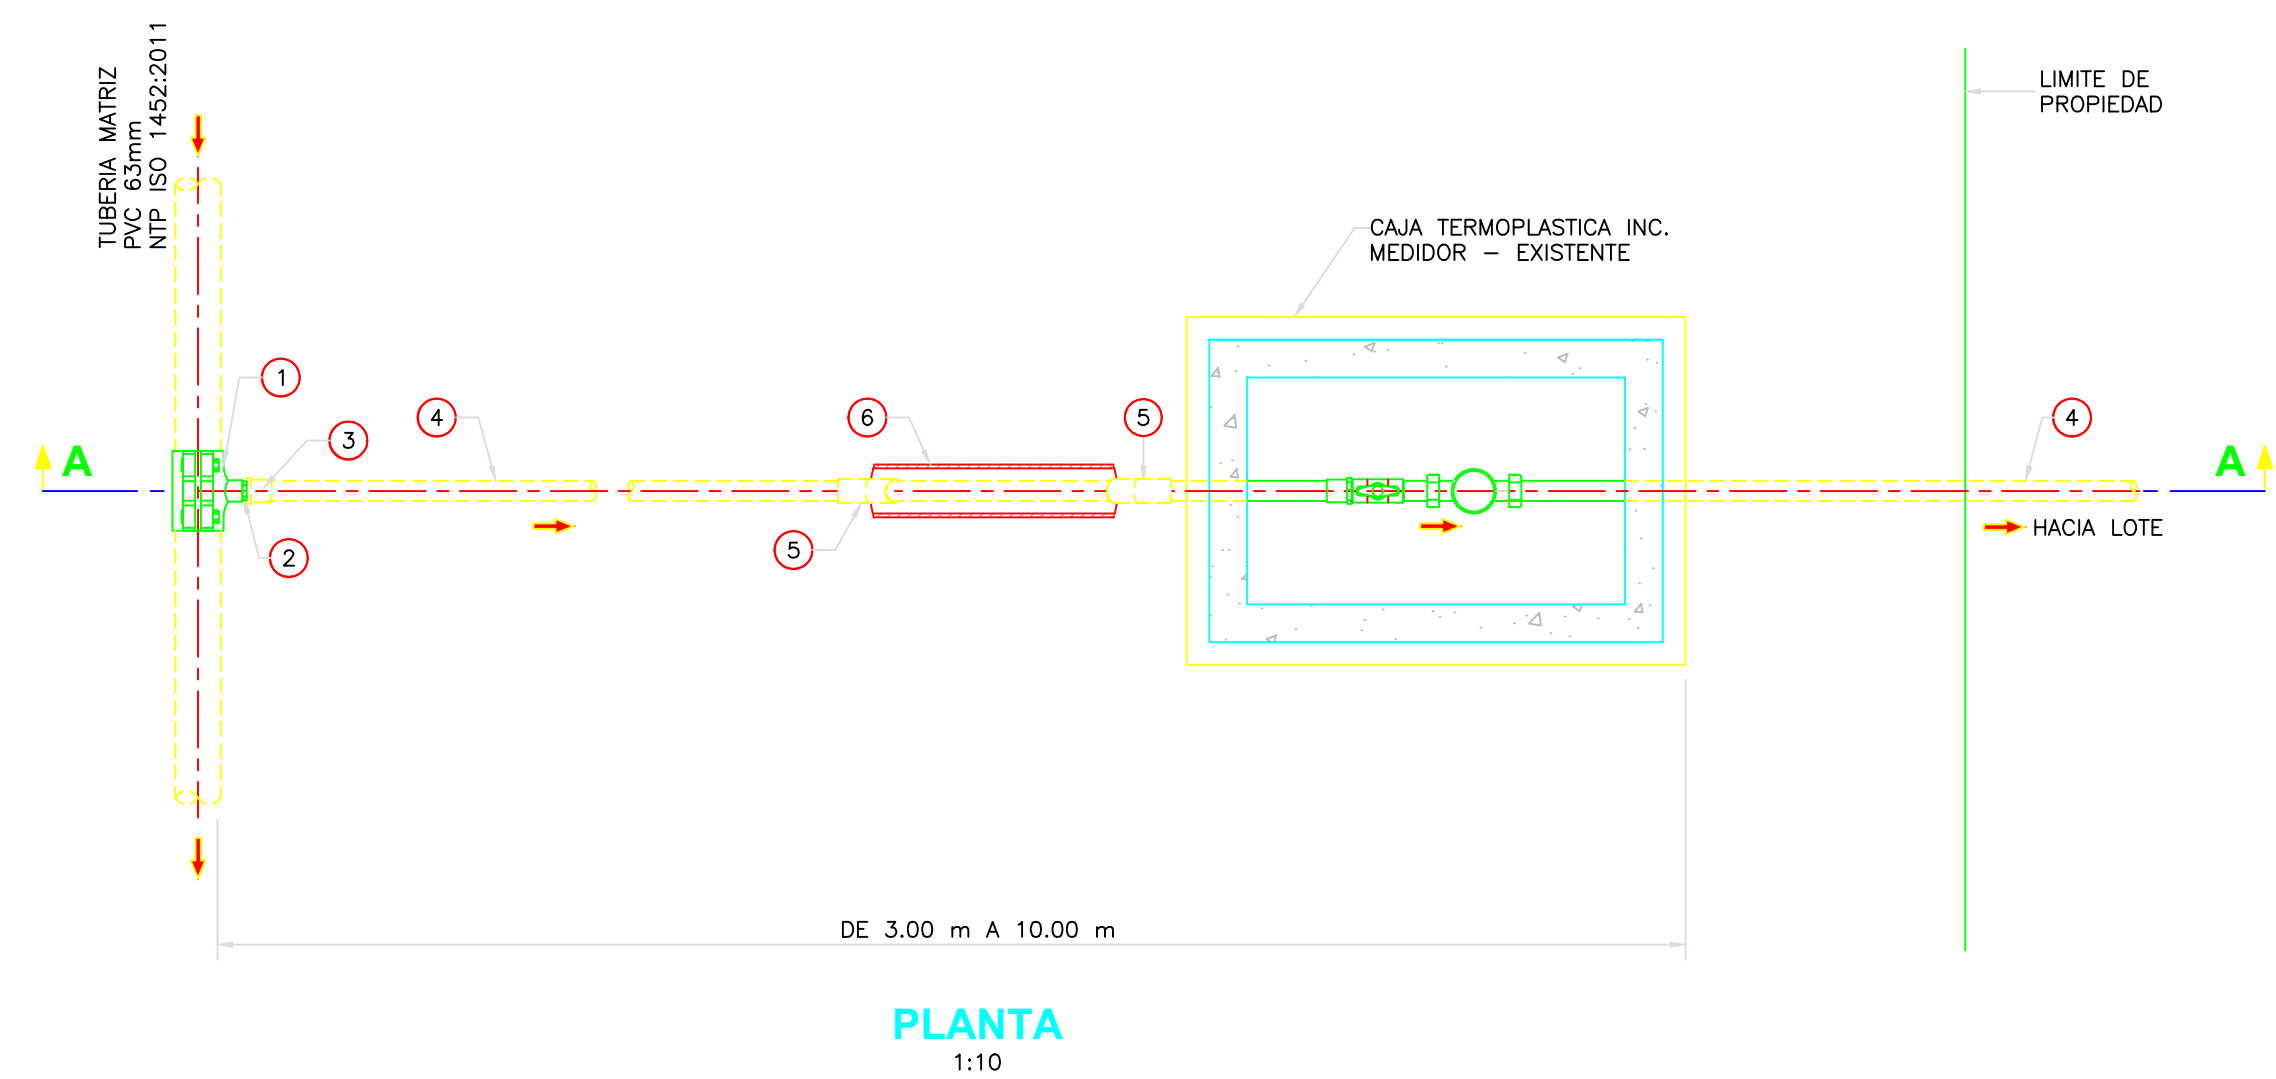 TUBERIA MATRIZ
PVC 63mm
NTP ISO 1452:2011
LIMITE DE
PROPIEDAD
CAJA TERMOPLASTICA INC.
MEDIDOR - EXISTENTE
1
3
4
6
5
4
A
A
2
5
HACIA LOTE
DE 3.00 m A 10.00 m
PLANTA
1:10